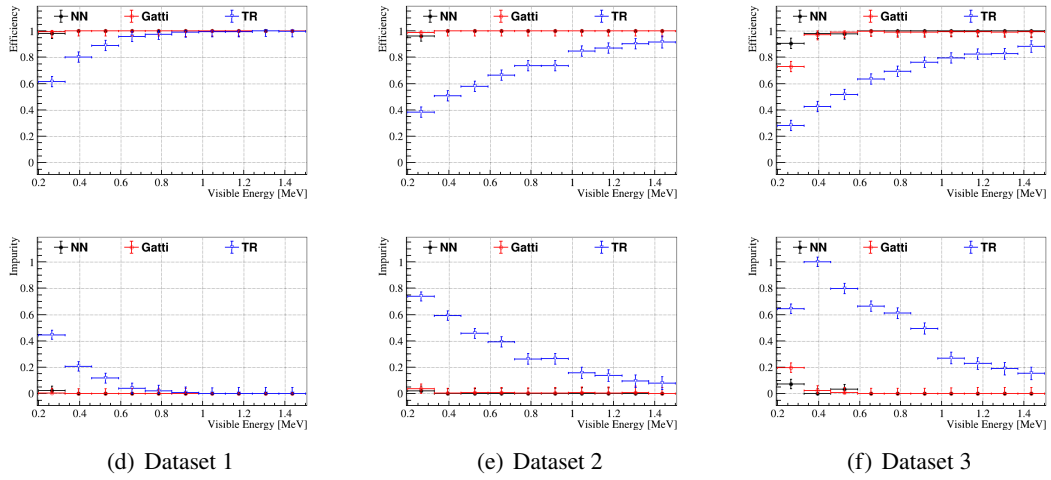 NN Gatti TR
Efficiency
1
0.8
0.6
0.4
0.2
0
0.2 0.4 0.6 0.8 1 1.2 1.4
Visible Energy [MeV]
NN Gatti TR
Efficiency
1
0.8
0.6
0.4
0.2
0
0.2 0.4 0.6 0.8 1 1.2 1.4
Visible Energy [MeV]
NN Gatti TR
Efficiency
1
0.8
0.6
0.4
0.2
0
0.2 0.4 0.6 0.8 1 1.2 1.4
Visible Energy [MeV]
NN Gatti TR
Impurity
1
0.8
0.6
0.4
0.2
0
0.2 0.4 0.6 0.8 1 1.2 1.4
Visible Energy [MeV]
NN Gatti TR
Impurity
1
0.8
0.6
0.4
0.2
0
0.2 0.4 0.6 0.8 1 1.2 1.4
Visible Energy [MeV]
NN Gatti TR
Impurity
1
0.8
0.6
0.4
0.2
0
0.2 0.4 0.6 0.8 1 1.2 1.4
Visible Energy [MeV]
(d) Dataset 1
(e) Dataset 2
(f) Dataset 3